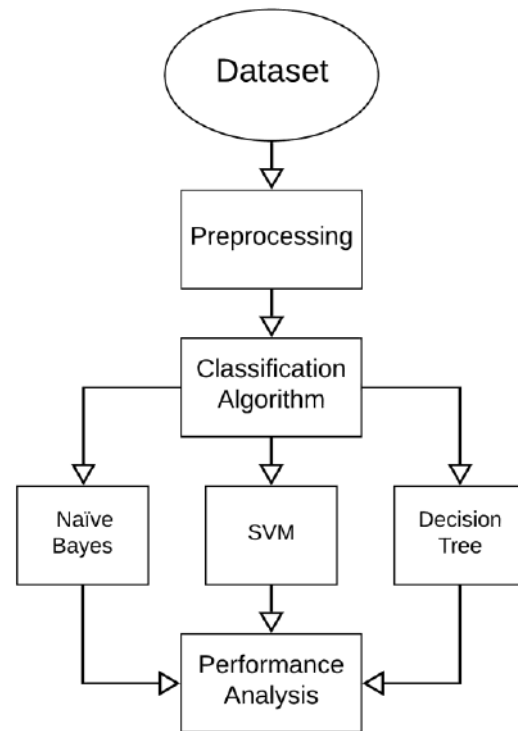 Dataset
Preprocessing
Classification
Algorithm
Naïve
Bayes
SVM
Decision
Tree
Performance
Analysis